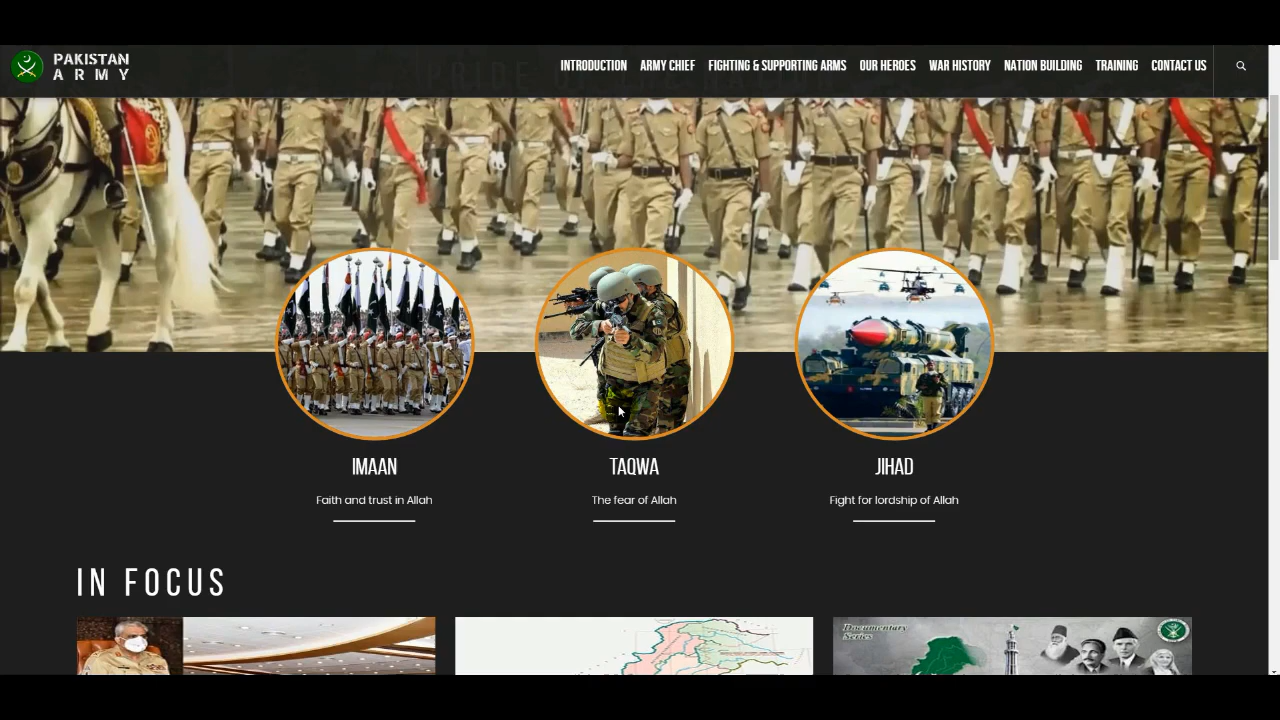 PAKISTAN
ARMY
INTRODUCTION ARMY CHIEF FIGHTING & SUPPORTING ARMS OUR HEROES WAR HISTORY NATION BUILDING TRAINING CONTACT US
IMAAN
TAQWA
JIHAD
Faith and trust in Allah
The fear of Allah
Fight for lordship of Allah
IN FOCUS
Documentary
Series